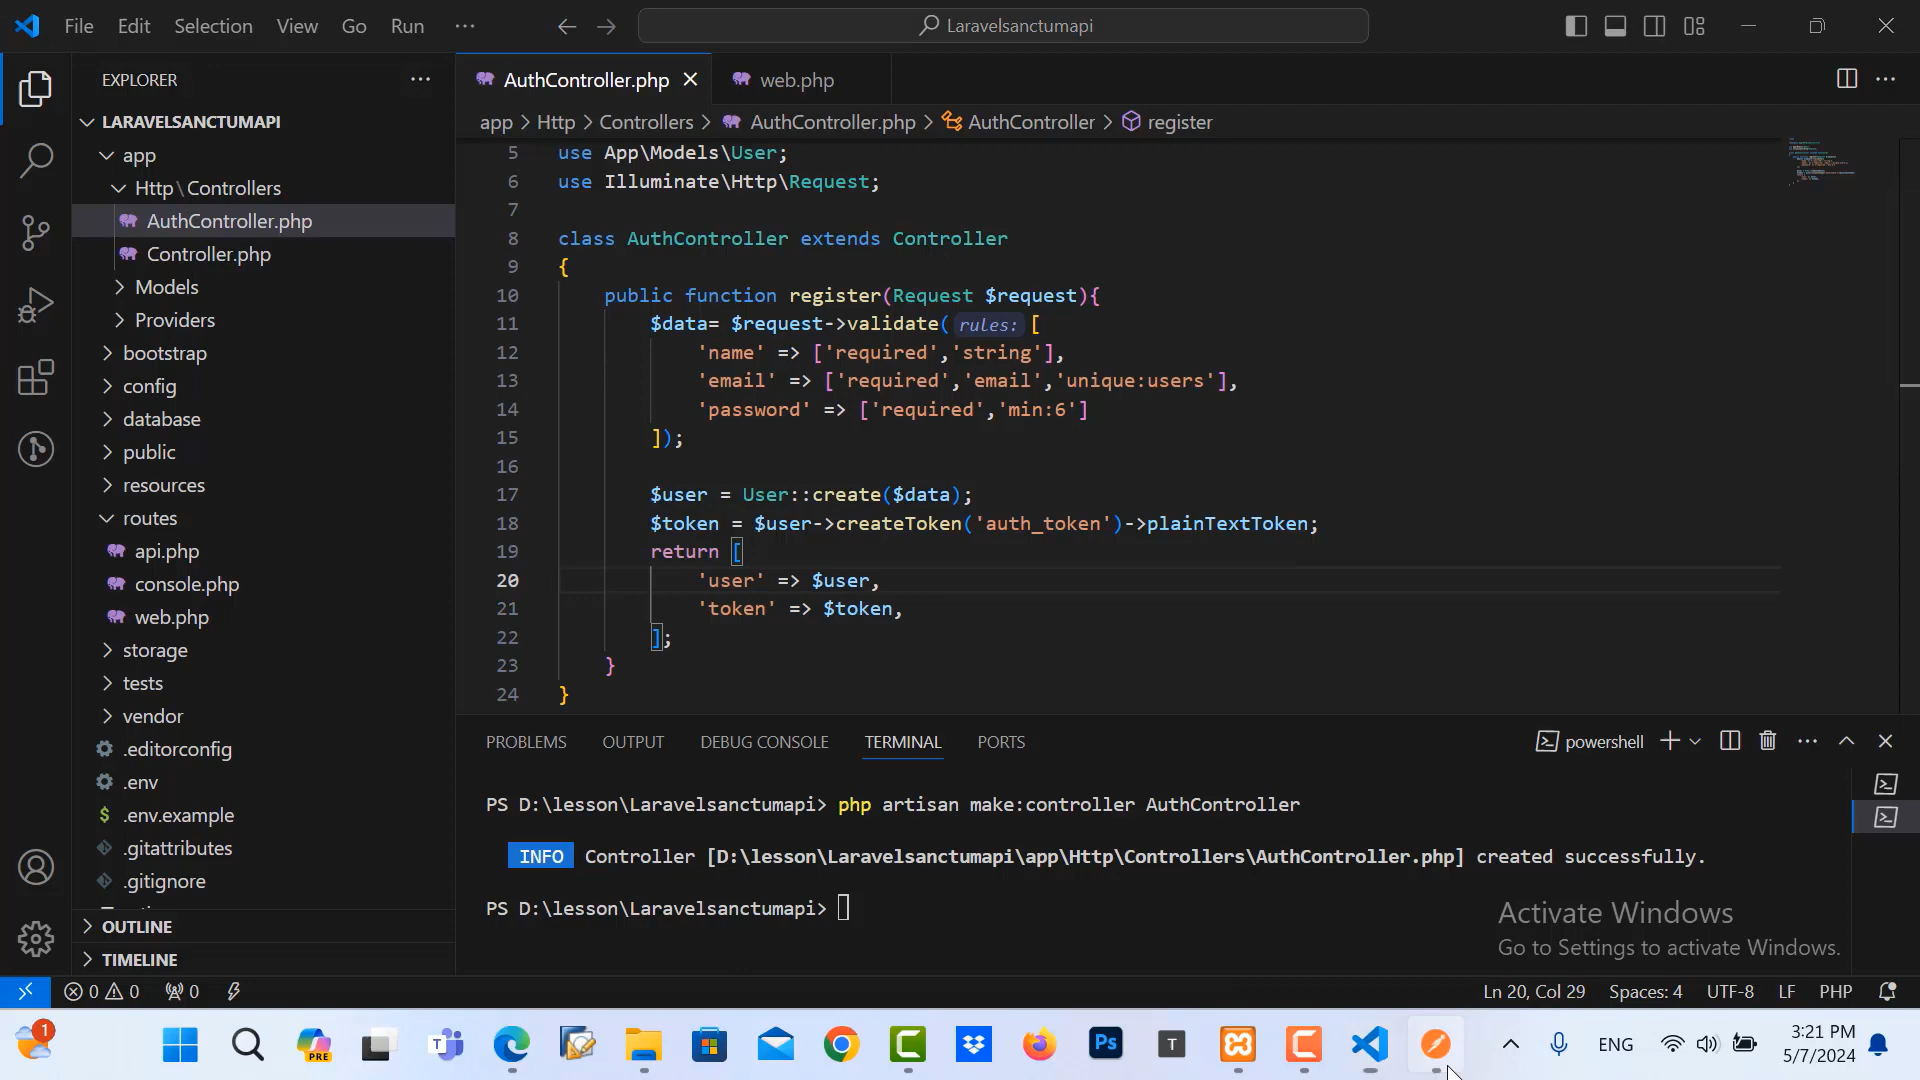 File Edit Selection View Go Run ··· Laravelsanctumapi
EXPLORER
LARAVELSANCTUMAPI
app
Http\Controllers
AuthController.php
Controller.php
Models
Providers
bootstrap
config
database
public
resources
routes
api.php
console.php
web.php
storage
tests
vendor
.editorconfig
.env
.env.example
.gitattributes
.gitignore
OUTLINE
TIMELINE
AuthController.php web.php
app > Http > Controllers > AuthController.php > AuthController > register
5 use App\Models\User;
6 use Illuminate\Http\Request;
7
8 class AuthController extends Controller
9 {
10 public function register(Request $request){
11 $data= $request->validate( rules: [
12 'name' => ['required','string'],
13 'email' => ['required','email','unique:users'],
14 'password' => ['required','min:6']
15 ]);
16
17 $user = User::create($data);
18 $token = $user->createToken('auth_token')->plainTextToken;
19 return [
20 'user' => $user,
21 'token' => $token,
22 ];
23 }
24 }
PROBLEMS OUTPUT DEBUG CONSOLE TERMINAL PORTS powershell
PS D:\lesson\Laravelsanctumapi> php artisan make:controller AuthController
INFO Controller [D:\lesson\Laravelsanctumapi\app\Http\Controllers\AuthController.php] created successfully.
PS D:\lesson\Laravelsanctumapi>
Activate Windows
Go to Settings to activate Windows.
0 0 0 Ln 20, Col 29 Spaces: 4 UTF-8 LF PHP
1 PRE T Ps T ENG 3:21 PM
5/7/2024